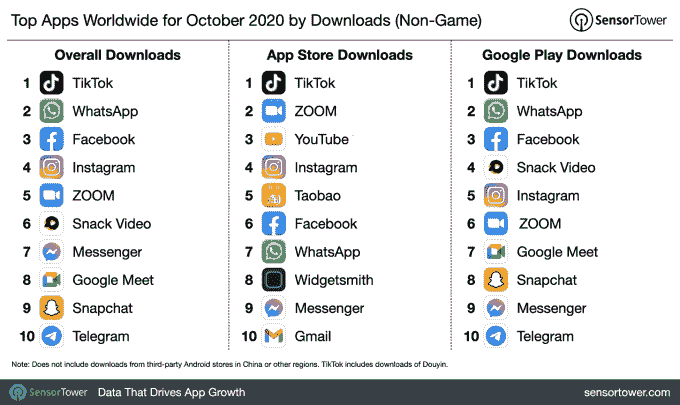 Top Apps Worldwide for October 2020 by Downloads (Non-Game)
SensorTower
Overall Downloads
1 TikTok
2 WhatsApp
3 Facebook
4 Instagram
5 ZOOM
6 Snack Video
7 Messenger
8 Google Meet
9 Snapchat
10 Telegram
App Store Downloads
1 TikTok
2 ZOOM
3 YouTube
4 Instagram
5 Taobao
6 Facebook
7 WhatsApp
8 Widgetsmith
9 Messenger
10 Gmail
Google Play Downloads
1 TikTok
2 WhatsApp
3 Facebook
4 Snack Video
5 Instagram
6 ZOOM
7 Google Meet
8 Snapchat
9 Messenger
10 Telegram
Note: Does not include downloads from third-party Android stores in China or other regions. TikTok includes downloads of Douyin.
SensorTower Data That Drives App Growth sensortower.com